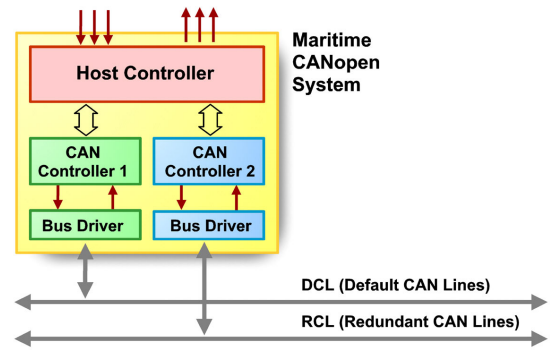 Maritime
CANopen
System
Host Controller
CAN
Controller 1
CAN
Controller 2
Bus Driver
Bus Driver
DCL (Default CAN Lines)
RCL (Redundant CAN Lines)